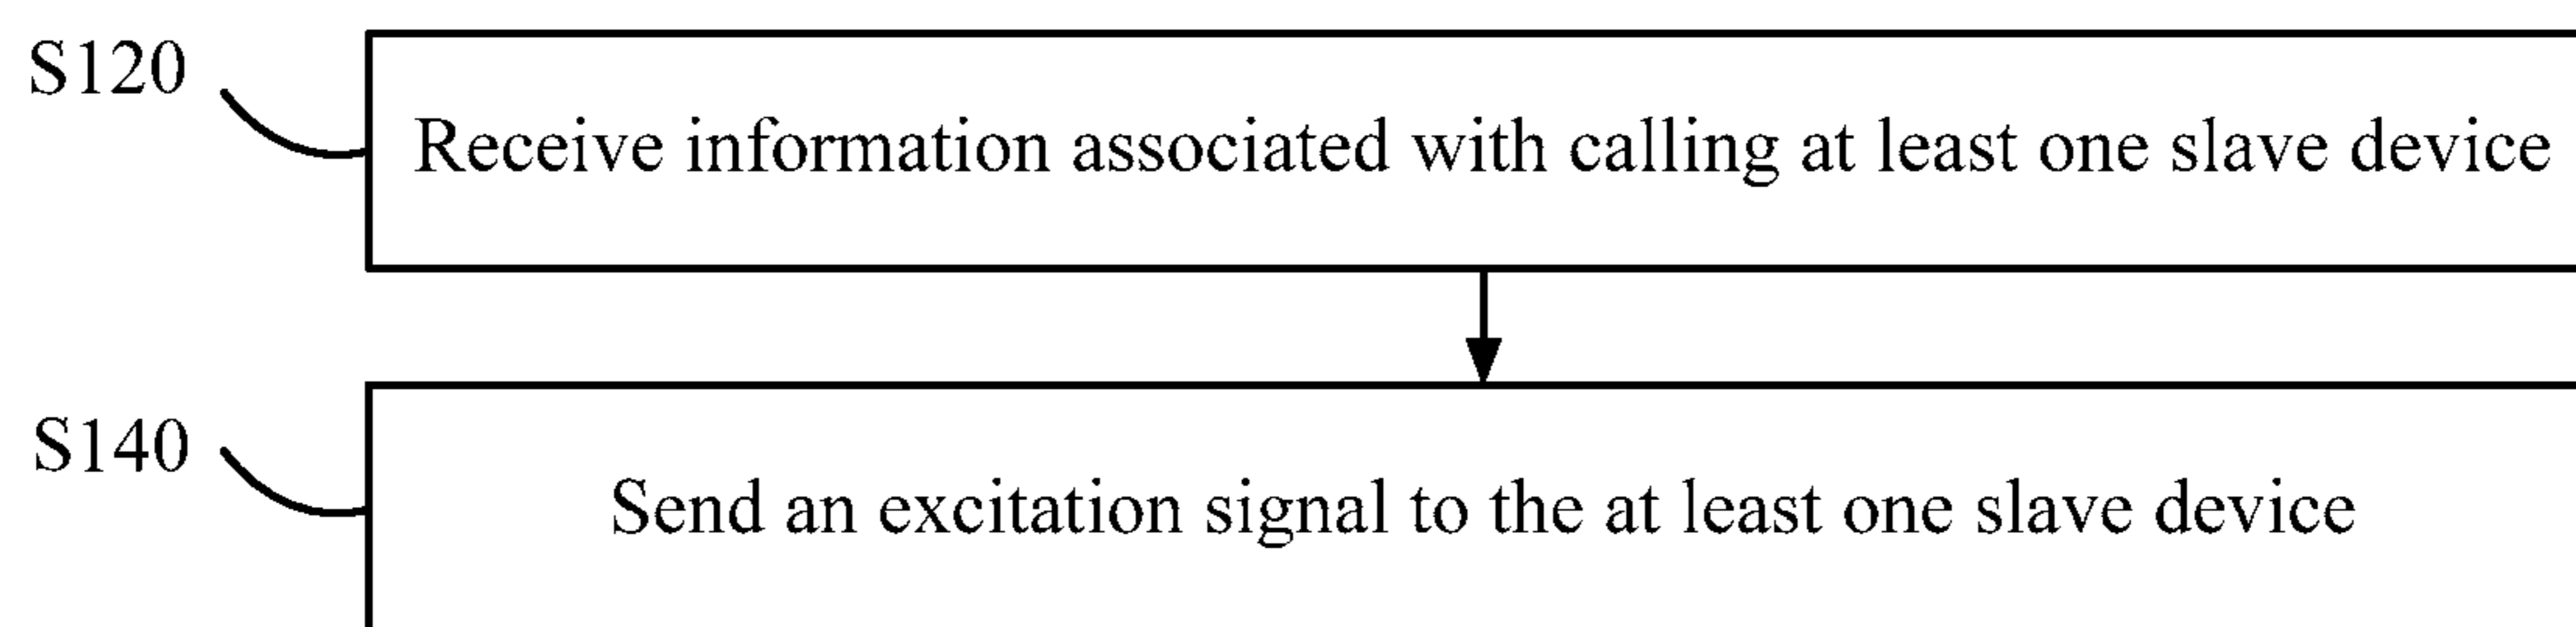 S120
Receive information associated with calling at least one slave device
S140
Send an excitation signal to the at least one slave device